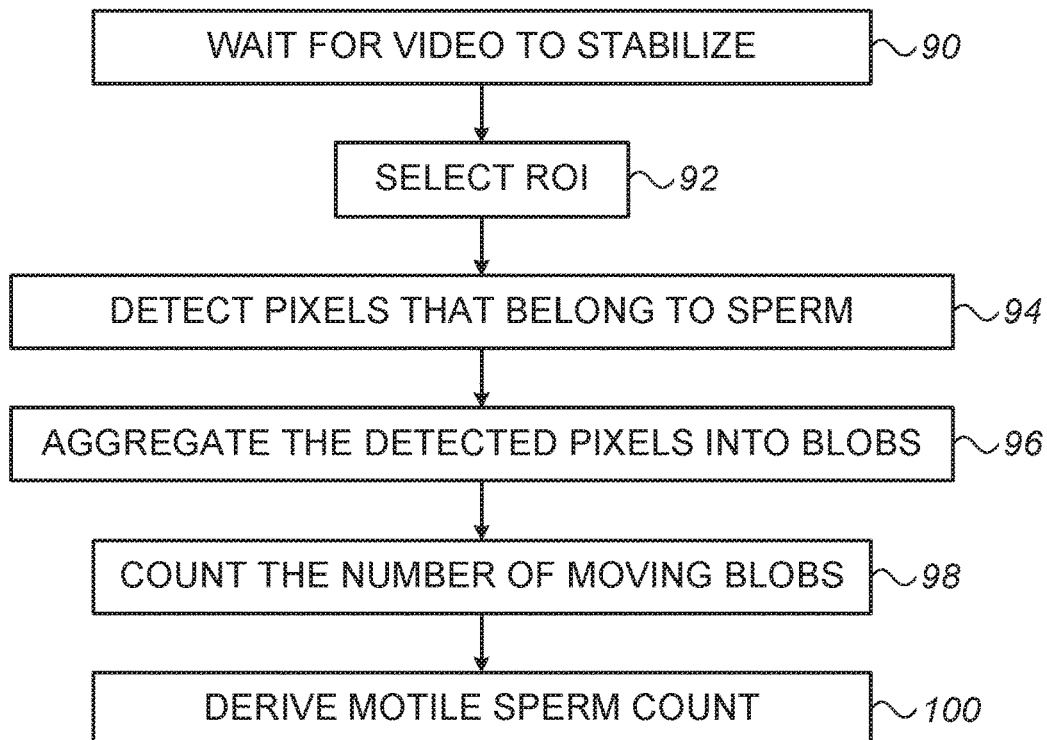 WAIT FOR VIDEO TO STABILIZE 90
SELECT ROI 92
DETECT PIXELS THAT BELONG TO SPERM 94
AGGREGATE THE DETECTED PIXELS INTO BLOBS 96
COUNT THE NUMBER OF MOVING BLOBS 98
DERIVE MOTILE SPERM COUNT 100